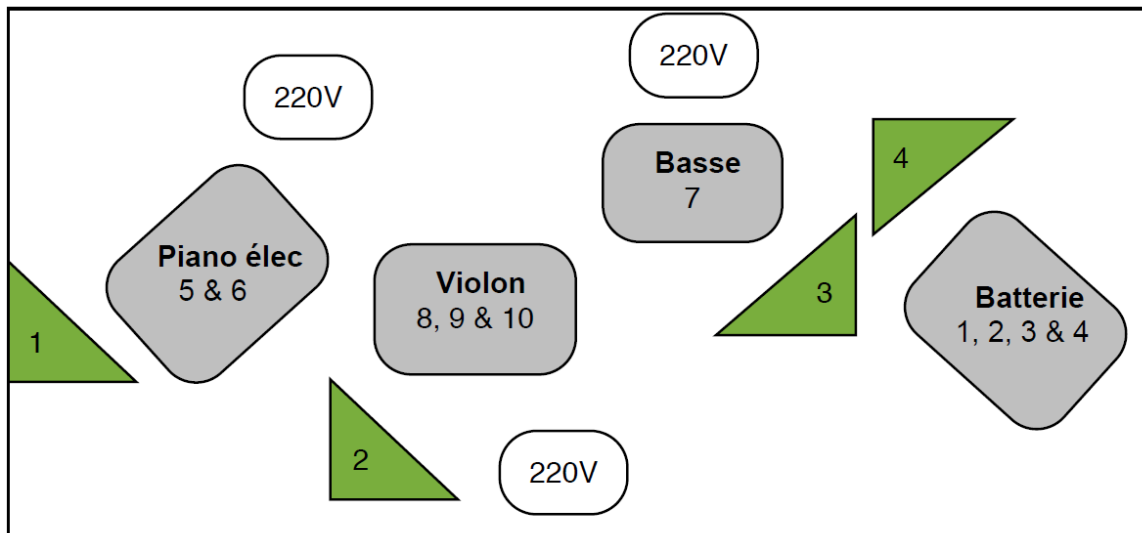 220V
220V
Basse
7
4
Piano élec
5 & 6
Violon
8, 9 & 10
3
Batterie
1, 2, 3 & 4
1
2
220V